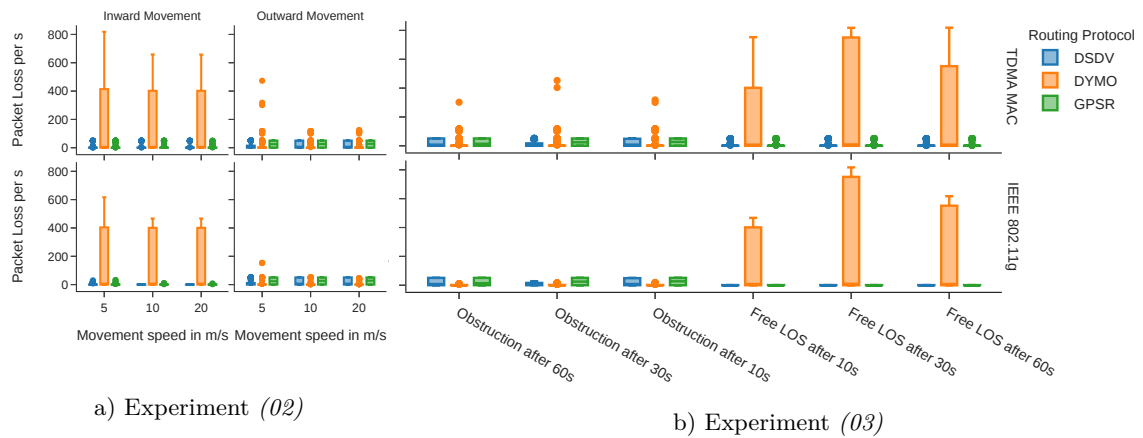 Inward Movement
Outward Movement
Packet Loss per s
800
600
400
200
0
TDMA MAC
Packet Loss per s
800
600
400
200
0
IEEE 802.11g
5
10
20
5
10
20
Movement speed in m/s
Movement speed in m/s
Obstruction after 60s
Obstruction after 30s
Obstruction after 10s
Free LOS after 10s
Free LOS after 30s
Free LOS after 60s
Routing Protocol
DSDV
DYMO
GPSR
a) Experiment (02)
b) Experiment (03)